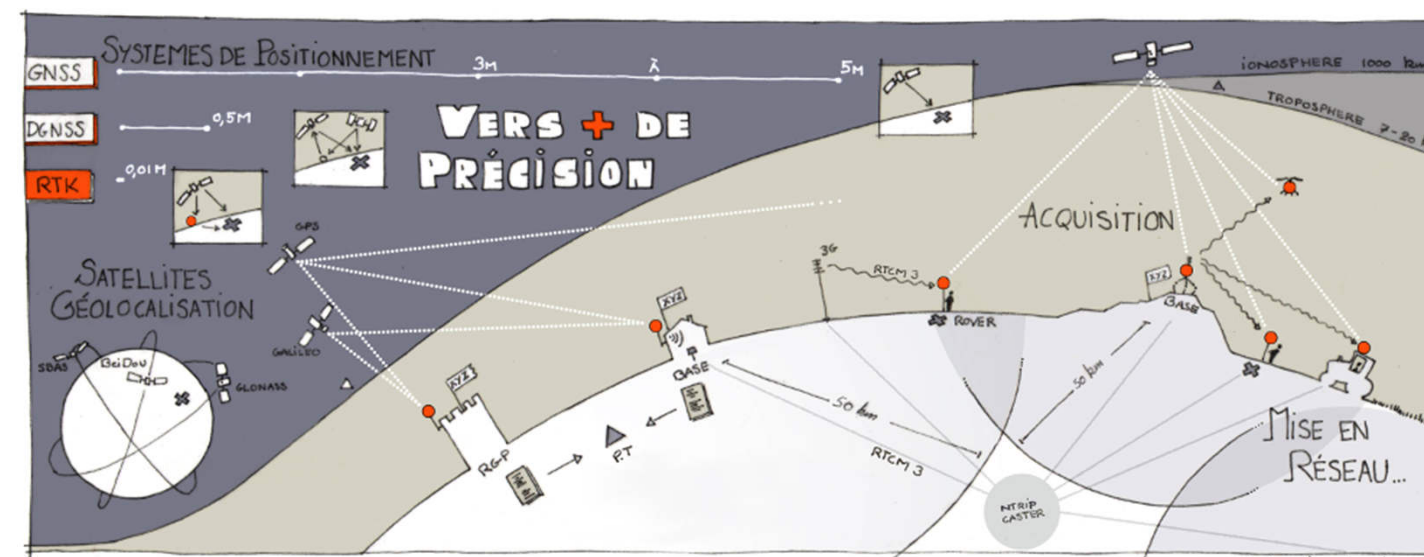 SYSTEMES DE POSITIONNEMENT
GNSS
3M
À
5M
DGNSS
0,5M
RTK
0,01M
VERS + DE
PRÉCISION
IONOSPHERE 1000 km
TROPOSPHERE 7-20
GPS
GALILEO
SATELLITES
GÉOLOCALISATION
SBAS
BEIDOU
GLONASS
ACQUISITION
3G
RTCM 3
ROVER
XYZ
BASE
XYZ
BASE
XYZ
RGP
P.T
50 km
50 km
RTCM 3
NTRIP
CASTER
MISE EN
RÉSEAU...